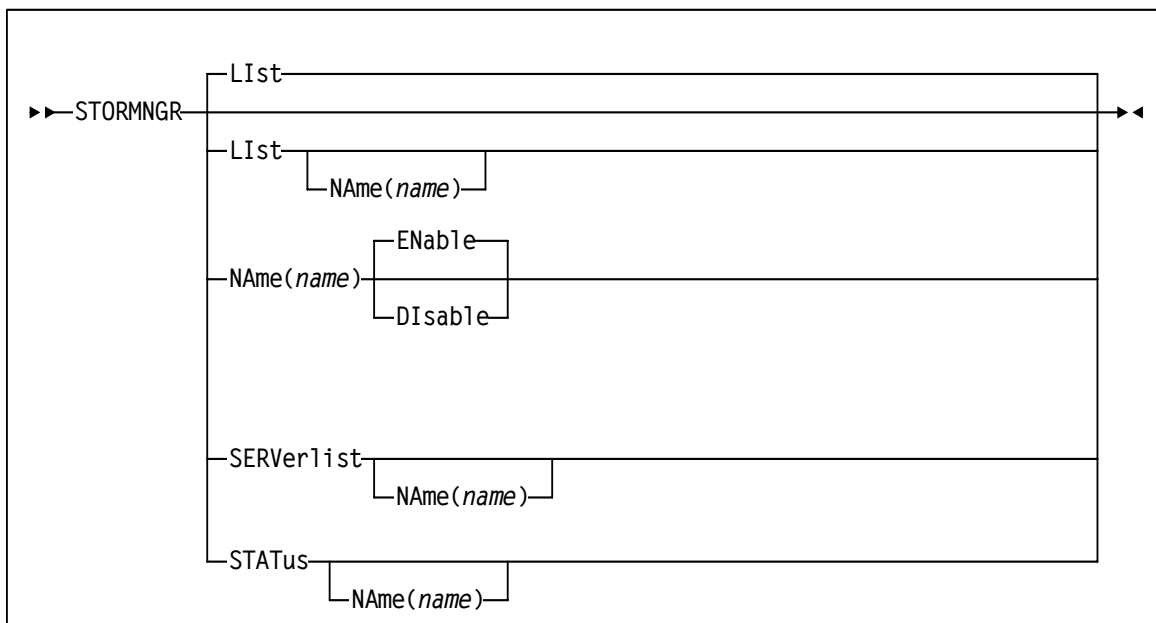 LIst
STORMNGR
LIst
NAme(name)
ENable
NAme(name)
DIsable
SERVerlist
NAme(name)
STATus
NAme(name)